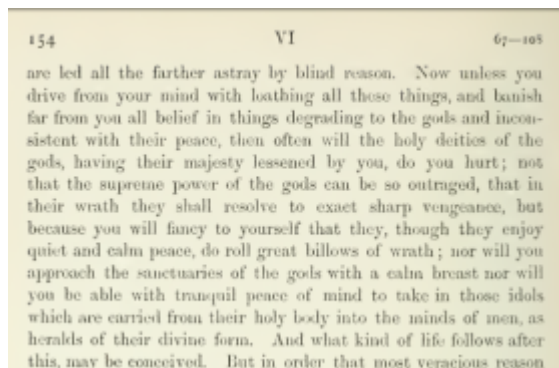 154 VI 67—108
are led all the farther astray by blind reason. Now unless you
drive from your mind with loathing all these things, and banish
far from you all belief in things degrading to the gods and incon-
sistent with their peace, then often will the holy deities of the
gods, having their majesty lessened by you, do you hurt; not
that the supreme power of the gods can be so outraged, that in
their wrath they shall resolve to exact sharp vengeance, but
because you will fancy to yourself that they, though they enjoy
quiet and calm peace, do roll great billows of wrath; nor will you
approach the sanctuaries of the gods with a calm breast nor will
you be able with tranquil peace of mind to take in those idols
which are carried from their holy body into the minds of men, as
heralds of their divine form. And what kind of life follows after
this, may be conceived. But in order that most veracious reason